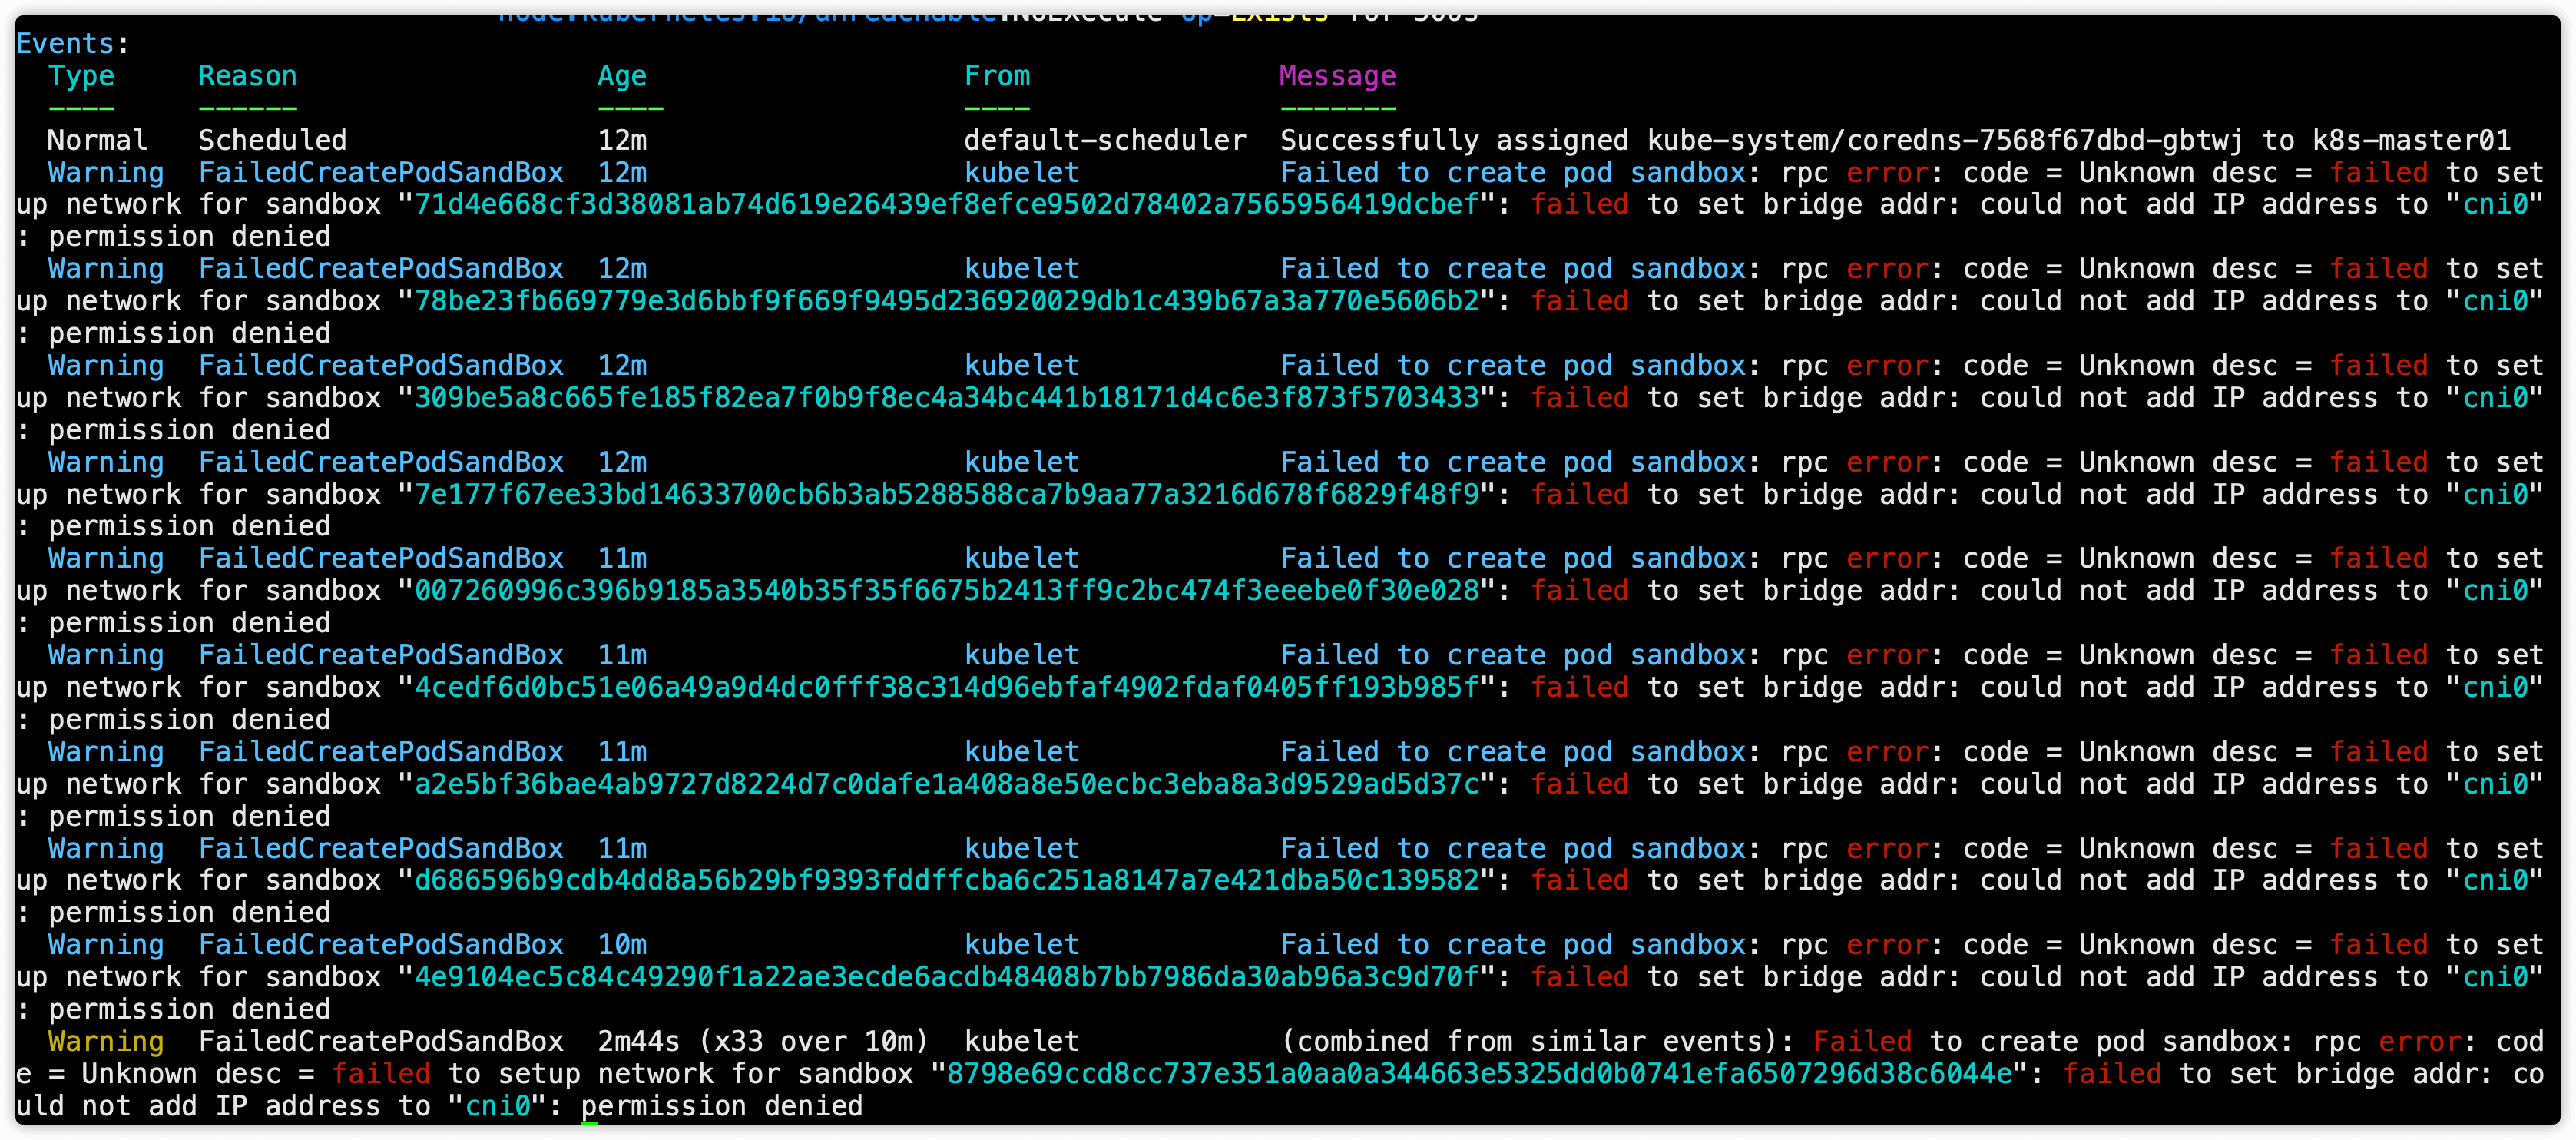 node.kubernetes.io/unreachable:NoExecute op=Exists for 300s
Events:
  Type     Reason                  Age                   From               Message
  ----     ------                  ----                  ----               -------
  Normal   Scheduled               12m                   default-scheduler  Successfully assigned kube-system/coredns-7568f67dbd-gbtwj to k8s-master01
  Warning  FailedCreatePodSandBox  12m                   kubelet            Failed to create pod sandbox: rpc error: code = Unknown desc = failed to set
up network for sandbox "71d4e668cf3d38081ab74d619e26439ef8efce9502d78402a7565956419dcbef": failed to set bridge addr: could not add IP address to "cni0"
: permission denied
  Warning  FailedCreatePodSandBox  12m                   kubelet            Failed to create pod sandbox: rpc error: code = Unknown desc = failed to set
up network for sandbox "78be23fb669779e3d6bbf9f669f9495d236920029db1c439b67a3a770e5606b2": failed to set bridge addr: could not add IP address to "cni0"
: permission denied
  Warning  FailedCreatePodSandBox  12m                   kubelet            Failed to create pod sandbox: rpc error: code = Unknown desc = failed to set
up network for sandbox "309be5a8c665fe185f82ea7f0b9f8ec4a34bc441b18171d4c6e3f873f5703433": failed to set bridge addr: could not add IP address to "cni0"
: permission denied
  Warning  FailedCreatePodSandBox  12m                   kubelet            Failed to create pod sandbox: rpc error: code = Unknown desc = failed to set
up network for sandbox "7e177f67ee33bd14633700cb6b3ab5288588ca7b9aa77a3216d678f6829f48f9": failed to set bridge addr: could not add IP address to "cni0"
: permission denied
  Warning  FailedCreatePodSandBox  11m                   kubelet            Failed to create pod sandbox: rpc error: code = Unknown desc = failed to set
up network for sandbox "007260996c396b9185a3540b35f35f6675b2413ff9c2bc474f3eeebe0f30e028": failed to set bridge addr: could not add IP address to "cni0"
: permission denied
  Warning  FailedCreatePodSandBox  11m                   kubelet            Failed to create pod sandbox: rpc error: code = Unknown desc = failed to set
up network for sandbox "4cedf6d0bc51e06a49a9d4dc0fff38c314d96ebfaf4902fdaf0405ff193b985f": failed to set bridge addr: could not add IP address to "cni0"
: permission denied
  Warning  FailedCreatePodSandBox  11m                   kubelet            Failed to create pod sandbox: rpc error: code = Unknown desc = failed to set
up network for sandbox "a2e5bf36bae4ab9727d8224d7c0dafe1a408a8e50ecbc3eba8a3d9529ad5d37c": failed to set bridge addr: could not add IP address to "cni0"
: permission denied
  Warning  FailedCreatePodSandBox  11m                   kubelet            Failed to create pod sandbox: rpc error: code = Unknown desc = failed to set
up network for sandbox "d686596b9cdb4dd8a56b29bf9393fddffcba6c251a8147a7e421dba50c139582": failed to set bridge addr: could not add IP address to "cni0"
: permission denied
  Warning  FailedCreatePodSandBox  10m                   kubelet            Failed to create pod sandbox: rpc error: code = Unknown desc = failed to set
up network for sandbox "4e9104ec5c84c49290f1a22ae3ecde6acdb48408b7bb7986da30ab96a3c9d70f": failed to set bridge addr: could not add IP address to "cni0"
: permission denied
  Warning  FailedCreatePodSandBox  2m44s (x33 over 10m)  kubelet            (combined from similar events): Failed to create pod sandbox: rpc error: cod
e = Unknown desc = failed to setup network for sandbox "8798e69ccd8cc737e351a0aa0a344663e5325dd0b0741efa6507296d38c6044e": failed to set bridge addr: co
uld not add IP address to "cni0": permission denied